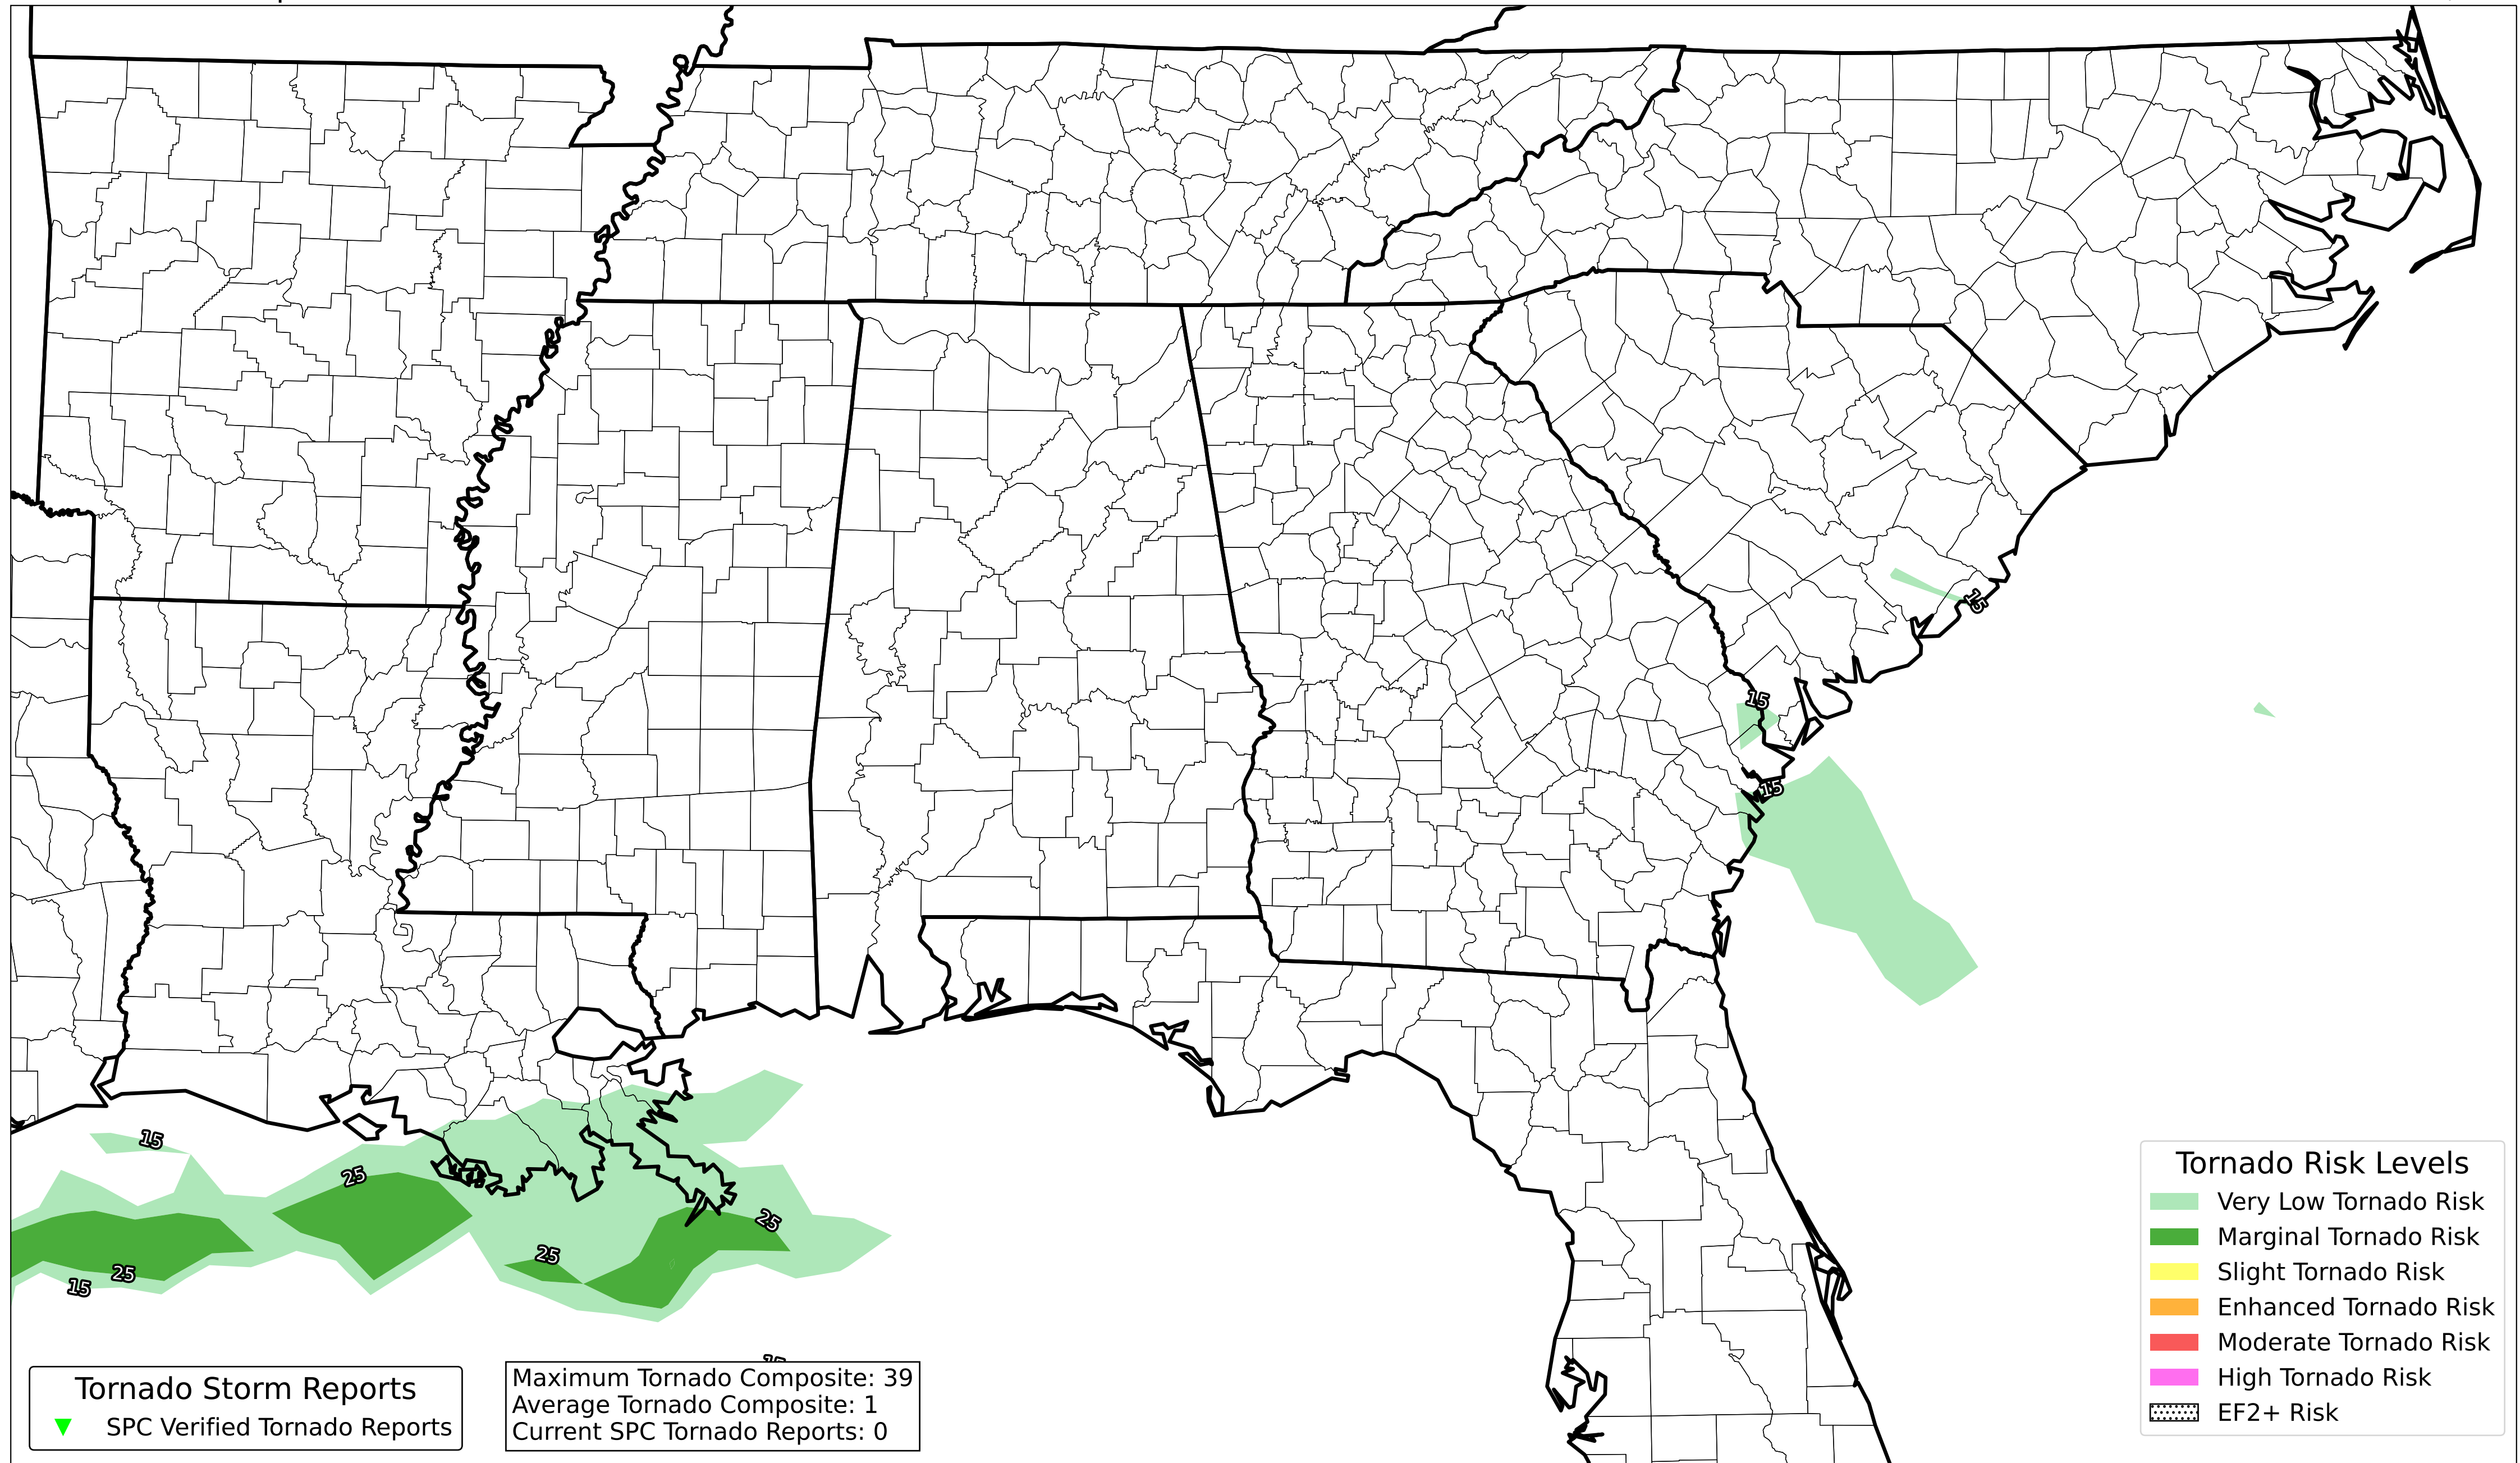 15
15
15
15
25
25
25
25
15
Tornado Risk Levels
Very Low Tornado Risk
Marginal Tornado Risk
Slight Tornado Risk
Enhanced Tornado Risk
Moderate Tornado Risk
High Tornado Risk
EF2+ Risk
Tornado Storm Reports
SPC Verified Tornado Reports
Maximum Tornado Composite: 39
Average Tornado Composite: 1
Current SPC Tornado Reports: 0